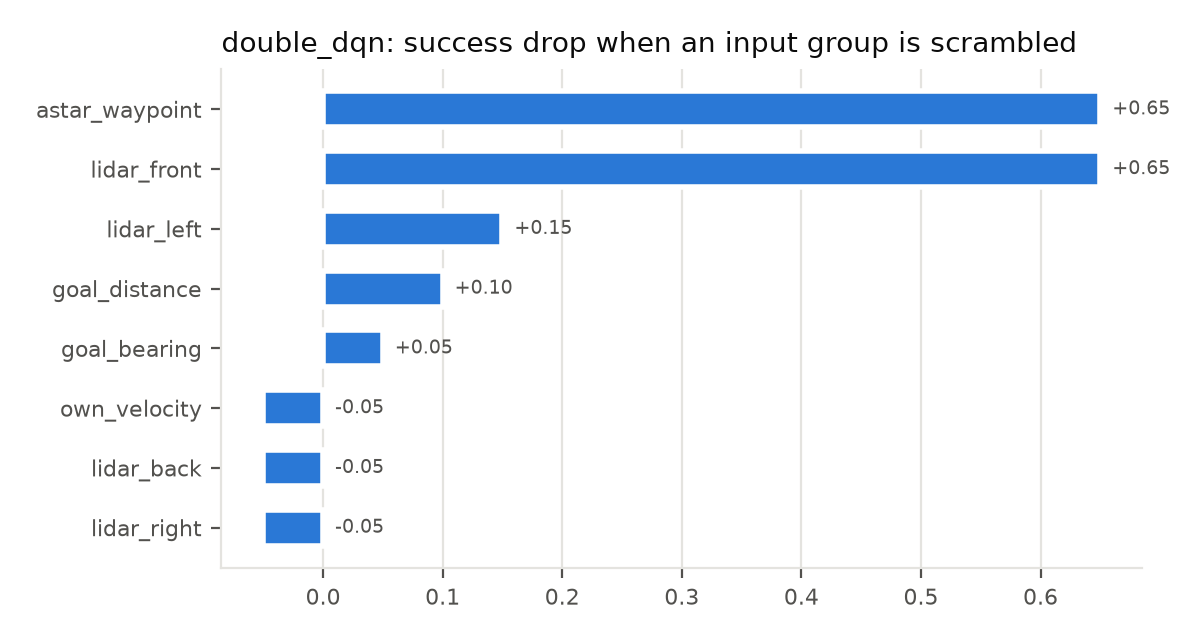 double_dqn: success drop when an input group is scrambled
astar_waypoint +0.65
lidar_front +0.65
lidar_left +0.15
goal_distance +0.10
goal_bearing +0.05
own_velocity -0.05
lidar_back -0.05
lidar_right -0.05
0.0 0.1 0.2 0.3 0.4 0.5 0.6